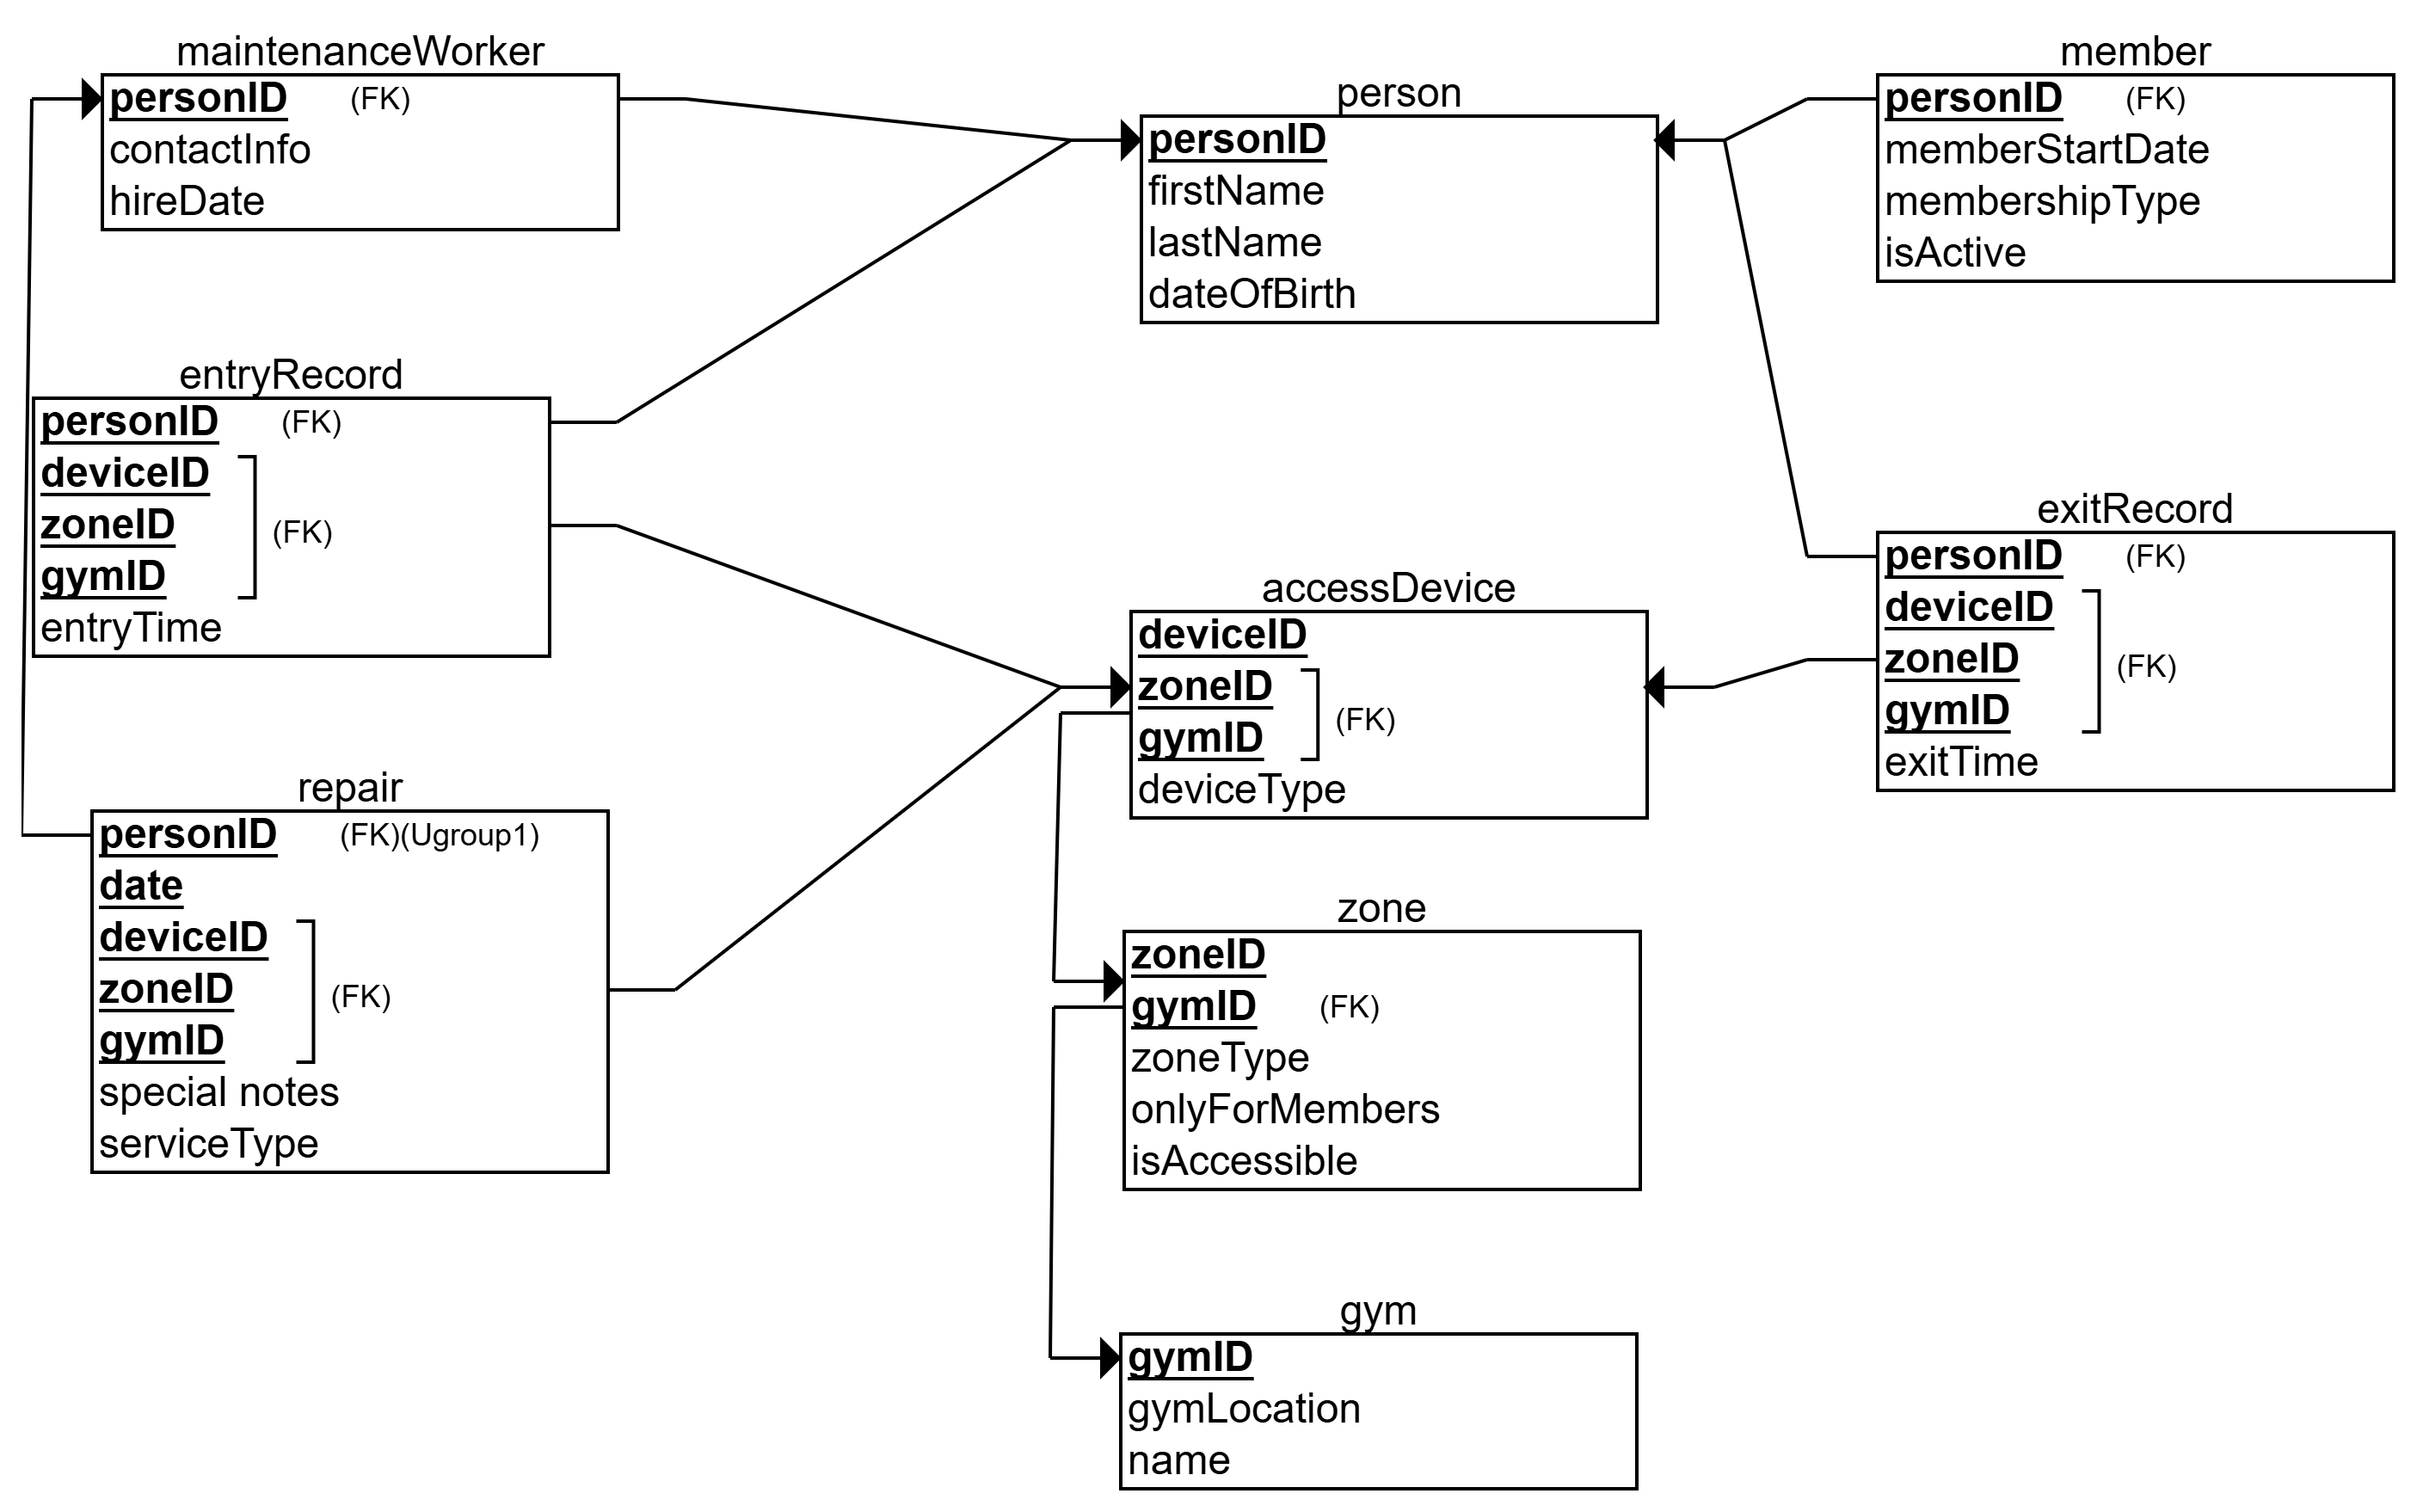 maintenanceWorker
personID (FK)
contactInfo
hireDate
person
personID
firstName
lastName
dateOfBirth
member
personID (FK)
memberStartDate
membershipType
isActive
entryRecord
personID (FK)
deviceID
zoneID (FK)
gymID
entryTime
exitRecord
personID (FK)
deviceID
zoneID (FK)
gymID
exitTime
accessDevice
deviceID
zoneID
gymID (FK)
deviceType
repair
personID (FK)(Ugroup1)
date
deviceID
zoneID (FK)
gymID
special notes
serviceType
zone
zoneID
gymID (FK)
zoneType
onlyForMembers
isAccessible
gym
gymID
gymLocation
name